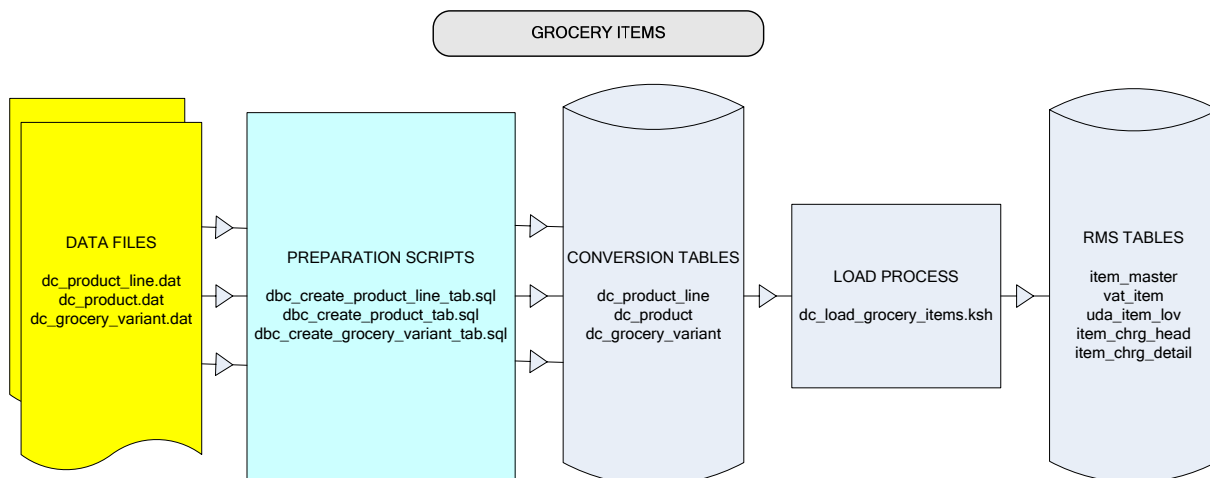 GROCERY ITEMS
DATA FILES
dc_product_line.dat
dc_product.dat
dc_grocery_variant.dat
PREPARATION SCRIPTS
dbc_create_product_line_tab.sql
dbc_create_product_tab.sql
dbc_create_grocery_variant_tab.sql
CONVERSION TABLES
dc_product_line
dc_product
dc_grocery_variant
LOAD PROCESS
dc_load_grocery_items.ksh
RMS TABLES
item_master
vat_item
uda_item_lov
item_chrg_head
item_chrg_detail